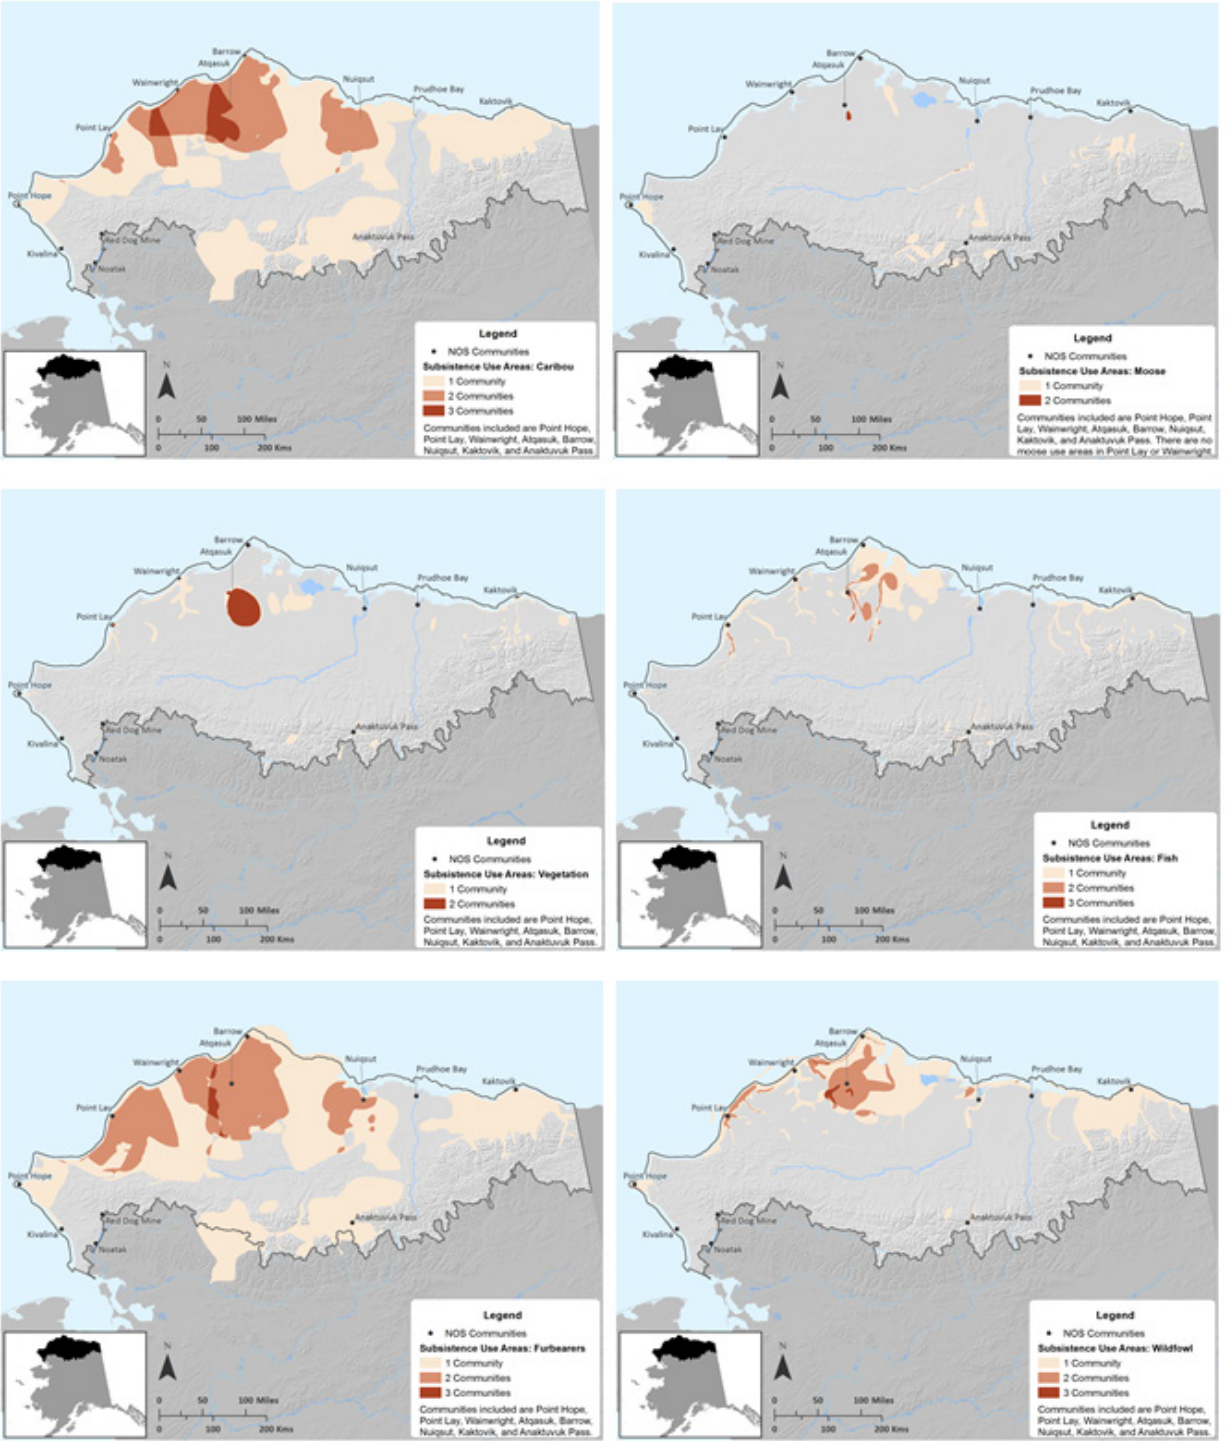 Barrow
Atqasuk
Wainwright
Nuiqsut
Prudhoe Bay
Kaktovik
Point Lay
Point Hope
Kivalina
Red Dog Mine
Noatak
Anaktuvuk Pass
N
0 50 100 Miles
100 200 Kms
Legend
NOS Communities
Subsistence Use Areas: Caribou
1 Community
2 Communities
3 Communities
Communities included are Point Hope,
Point Lay, Wainwright, Atqasuk, Barrow,
Nuiqsut, Kaktovik, and Anaktuvuk Pass
Barrow
Atqasuk
Wainwright
Nuiqsut
Prudhoe Bay
Kaktovik
Point Lay
Point Hope
Kivalina
Red Dog Mine
Noatak
Anaktuvuk Pass
N
0 50 100 Miles
100 200 Kms
Legend
NOS Communities
Subsistence Use Areas: Moose
1 Community
2 Communities
Communities included are Point Hope, Point
Lay, Wainwright, Atqasuk, Barrow, Nuiqsut,
Kaktovik, and Anaktuvuk Pass. There are no
moose use areas in Point Lay or Wainwright.
Barrow
Atqasuk
Wainwright
Nuiqsut
Prudhoe Bay
Kaktovik
Point Lay
Point Hope
Kivalina
Red Dog Mine
Noatak
Anaktuvuk Pass
N
0 50 100 Miles
100 200 Kms
Legend
NOS Communities
Subsistence Use Areas: Vegetation
1 Community
2 Communities
Communities included are Point Hope,
Point Lay, Wainwright, Atqasuk, Barrow,
Nuiqsut, Kaktovik, and Anaktuvuk Pass.
Barrow
Atqasuk
Wainwright
Nuiqsut
Prudhoe Bay
Kaktovik
Point Lay
Point Hope
Kivalina
Red Dog Mine
Noatak
Anaktuvuk Pass
N
0 50 100 Miles
100 200 Kms
Legend
NOS Communities
Subsistence Use Areas: Fish
1 Community
2 Communities
3 Communities
Communities included are Point Hope,
Point Lay, Wainwright, Atqasuk, Barrow,
Nuiqsut, Kaktovik, and Anaktuvuk Pass.
Barrow
Atqasuk
Wainwright
Nuiqsut
Prudhoe Bay
Kaktovik
Point Lay
Point Hope
Kivalina
Red Dog Mine
Noatak
Anaktuvuk Pass
N
0 50 100 Miles
100 200 Kms
Legend
NOS Communities
Subsistence Use Areas: Furbearers
1 Community
2 Communities
3 Communities
Communities included are Point Hope,
Point Lay, Wainwright, Atqasuk, Barrow,
Nuiqsut, Kaktovik, and Anaktuvuk Pass.
Barrow
Atqasuk
Wainwright
Nuiqsut
Prudhoe Bay
Kaktovik
Point Lay
Point Hope
Kivalina
Red Dog Mine
Noatak
Anaktuvuk Pass
N
0 50 100 Miles
100 200 Kms
Legend
NOS Communities
Subsistence Use Areas: Wildfowl
1 Community
2 Communities
3 Communities
Communities included are Point Hope,
Point Lay, Wainwright, Atqasuk, Barrow,
Nuiqsut, Kaktovik, and Anaktuvuk Pass.